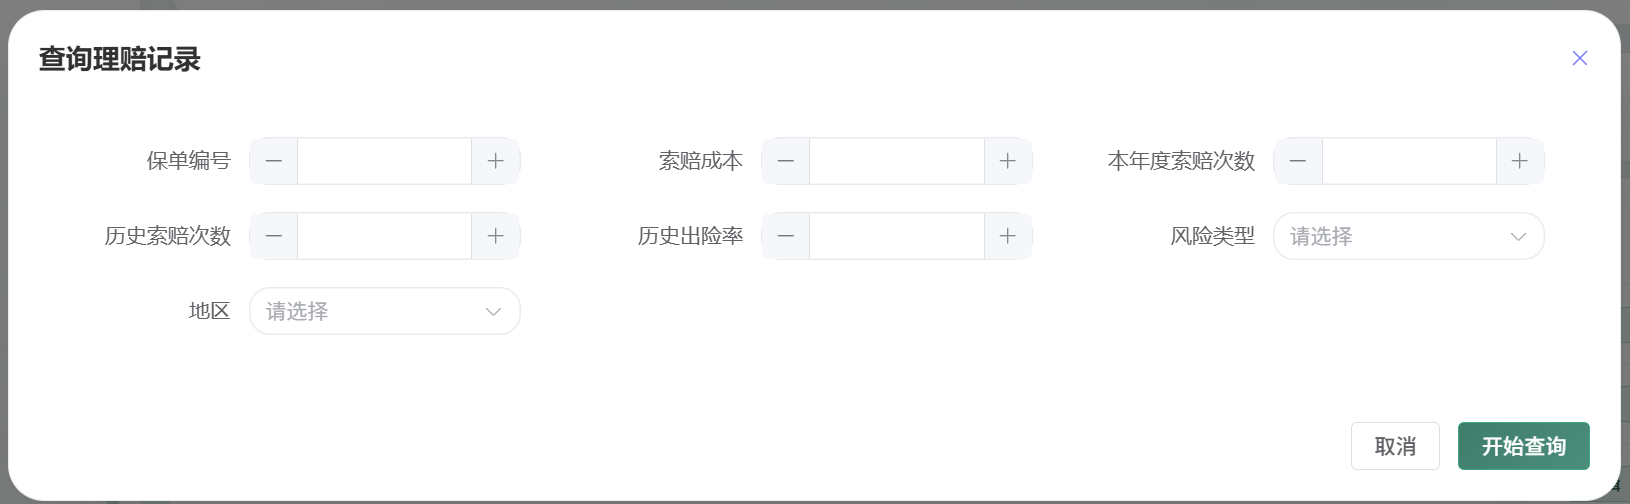 查询理赔记录
保单编号
索赔成本
本年度索赔次数
历史索赔次数
历史出险率
风险类型 请选择
地区 请选择
取消
开始查询